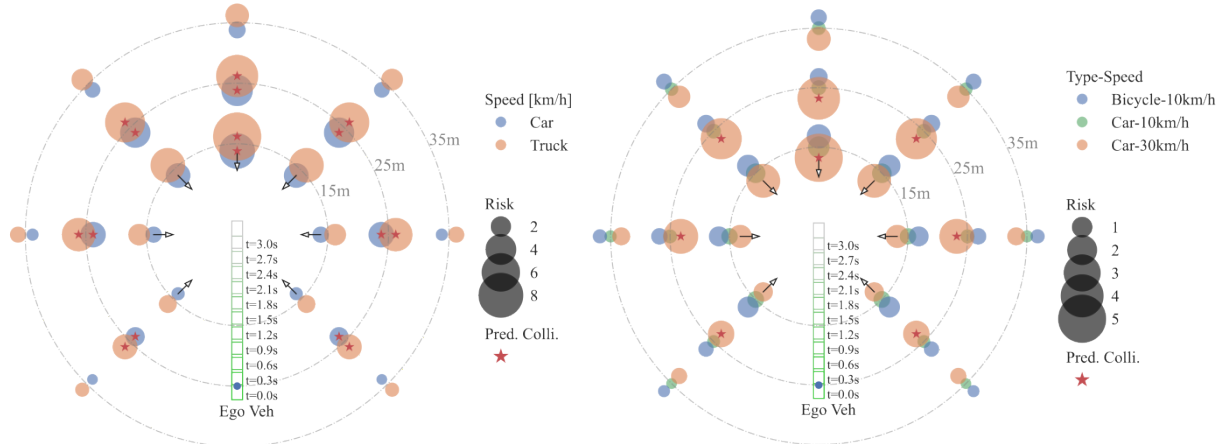 Speed [km/h]
Car
Truck
35m
25m
15m
Risk
2
4
6
8
Pred. Colli.
t=3.0s
t=2.7s
t=2.4s
t=2.1s
t=1.8s
t=1.5s
t=1.2s
t=0.9s
t=0.6s
t=0.3s
t=0.0s
Ego Veh
Type-Speed
Bicycle-10km/h
Car-10km/h
Car-30km/h
35m
25m
15m
Risk
1
2
3
4
5
Pred. Colli.
t=3.0s
t=2.7s
t=2.4s
t=2.1s
t=1.8s
t=1.5s
t=1.2s
t=0.9s
t=0.6s
t=0.3s
t=0.0s
Ego Veh